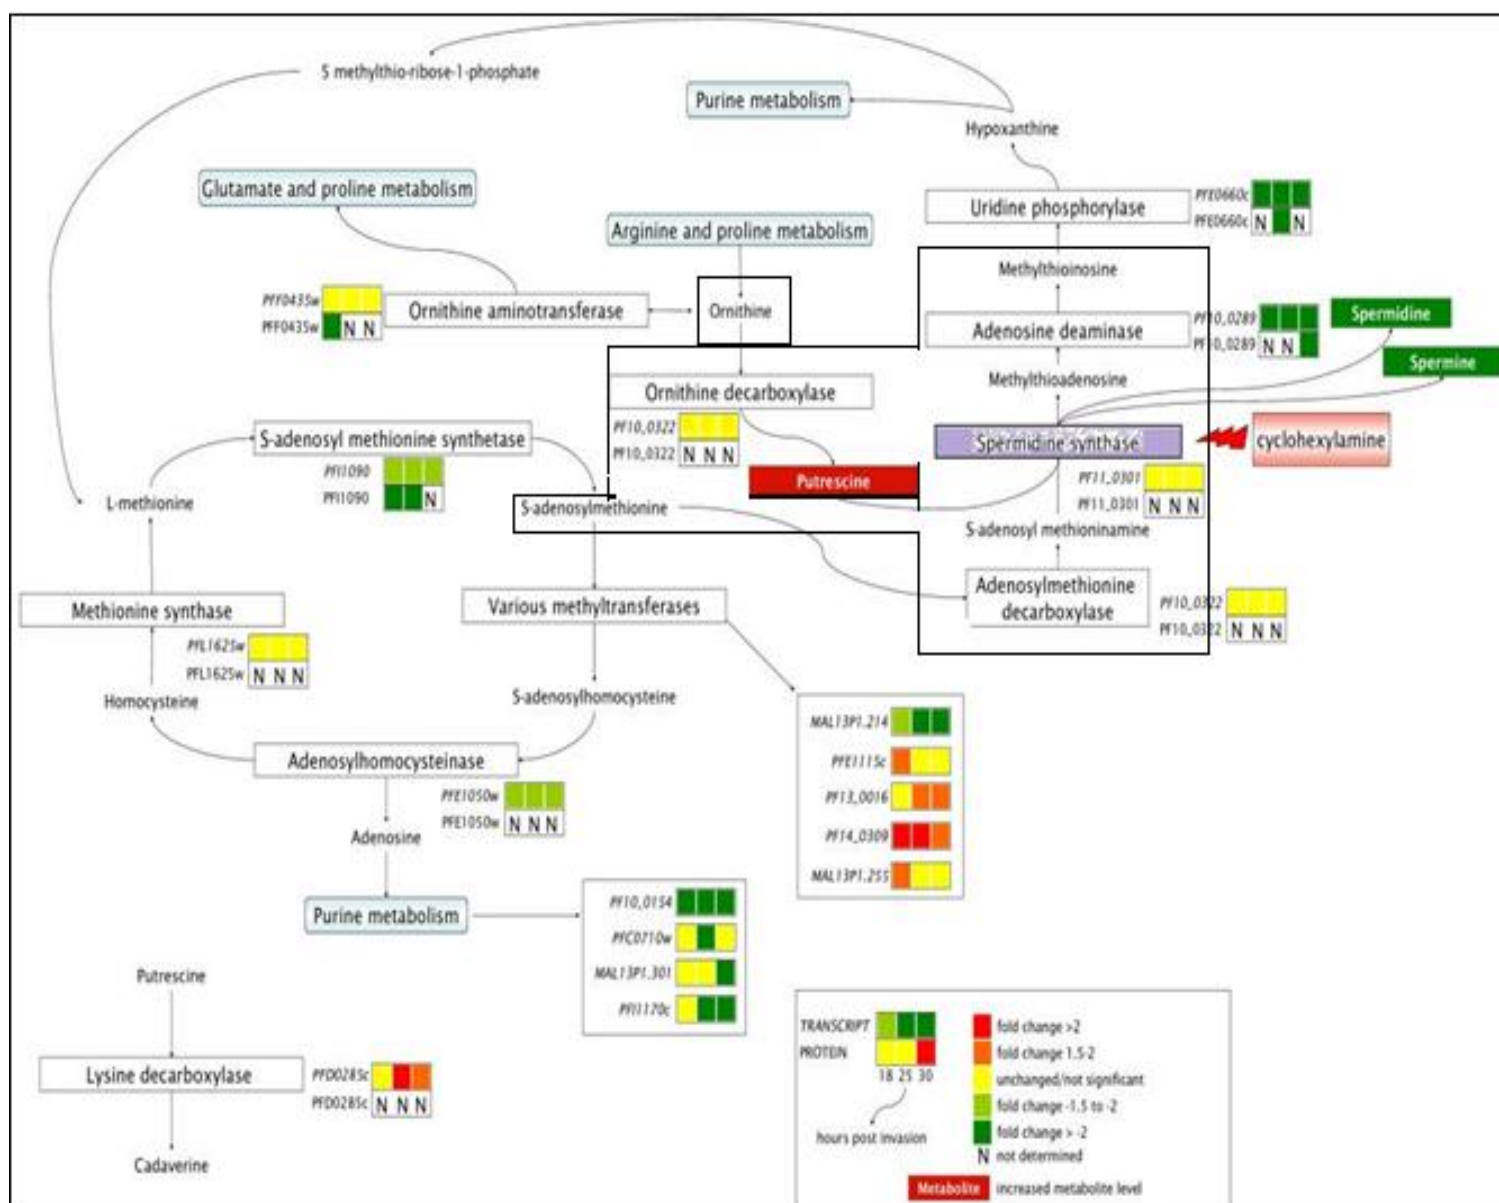 5 methylthio-ribose-1-phosphate
Purine metabolism
Hypoxanthine
Glutamate and proline metabolism
Uridine phosphorylase
PFE0660c
PFE0660c N N
Arginine and proline metabolism
Methylthioinosine
PFF0435w
PFF0435w N N
Ornithine aminotransferase
Ornithine
Adenosine deaminase
PF10_0289
PF10_0289 N N
Spermidine
Spermine
Methylthioadenosine
Ornithine decarboxylase
PF10_0322
PF10_0322 N N N
S-adenosyl methionine synthetase
PFI1090
PFI1090 N
Spermidine synthase
cyclohexylamine
PF11_0301
PF11_0301 N N N
Putrescine
L-methionine
S-adenosylmethionine
S-adenosyl methioninamine
Adenosylmethionine
decarboxylase
PF10_0322
PF10_0322 N N N
Methionine synthase
PFL1625w
PFL1625w N N N
Various methyltransferases
Homocysteine
S-adenosylhomocysteine
MAL13P1.214
PFE1115c
PF13_0016
PF14_0309
MAL13P1.255
Adenosylhomocysteinase
PFE1050w
PFE1050w N N N
Adenosine
Purine metabolism
PF10_0154
PFC0710w
MAL13P1.301
PFI1170c
Putrescine
Lysine decarboxylase
PFD0285c
PFD0285c N N N
Cadaverine
TRANSCRIPT
PROTEIN
18 25 30
hours post invasion
fold change >2
fold change 1.5-2
unchanged/not significant
fold change -1.5 to -2
fold change > -2
N not determined
Metabolite increased metabolite level